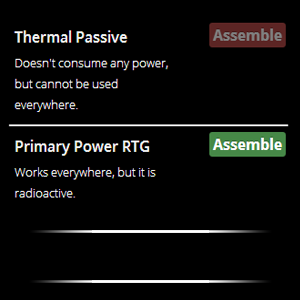 Thermal Passive
Assemble
Doesn't consume any power,
but cannot be used
everywhere.
Primary Power RTG
Assemble
Works everywhere, but it is
radioactive.